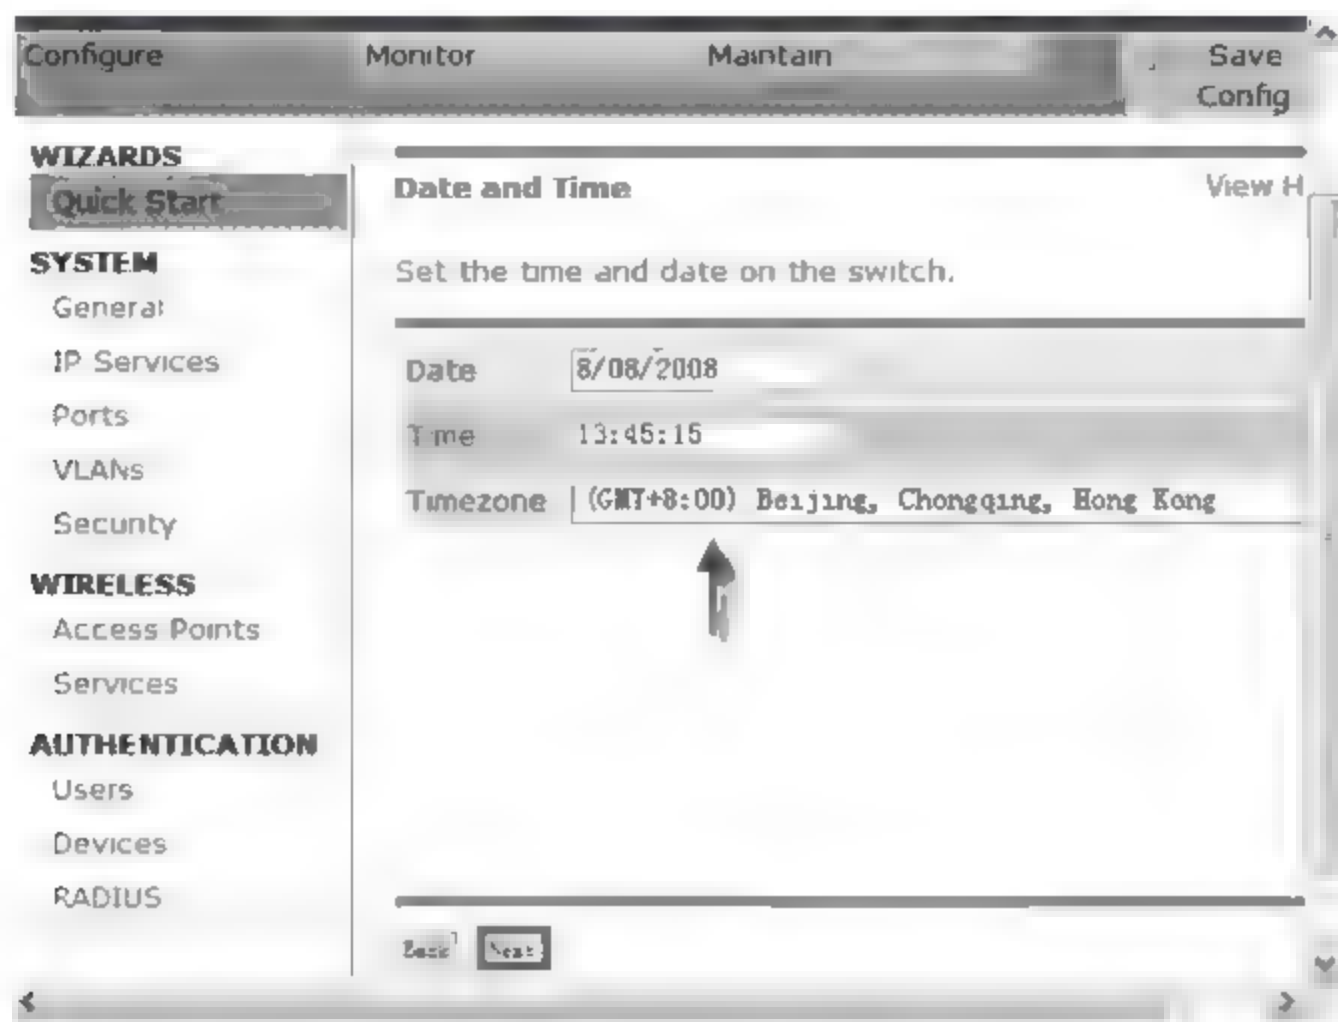 Configure Monitor Maintain Save
Config
WIZARDS
Quick Start
SYSTEM
General
IP Services
Ports
VLANs
Security
WIRELESS
Access Points
Services
AUTHENTICATION
Users
Devices
RADIUS
Date and Time View H
Set the time and date on the switch.
Date 8/08/2008
Time 13:45:15
Timezone (GMT+8:00) Beijing, Chongqing, Hong Kong
Back Next